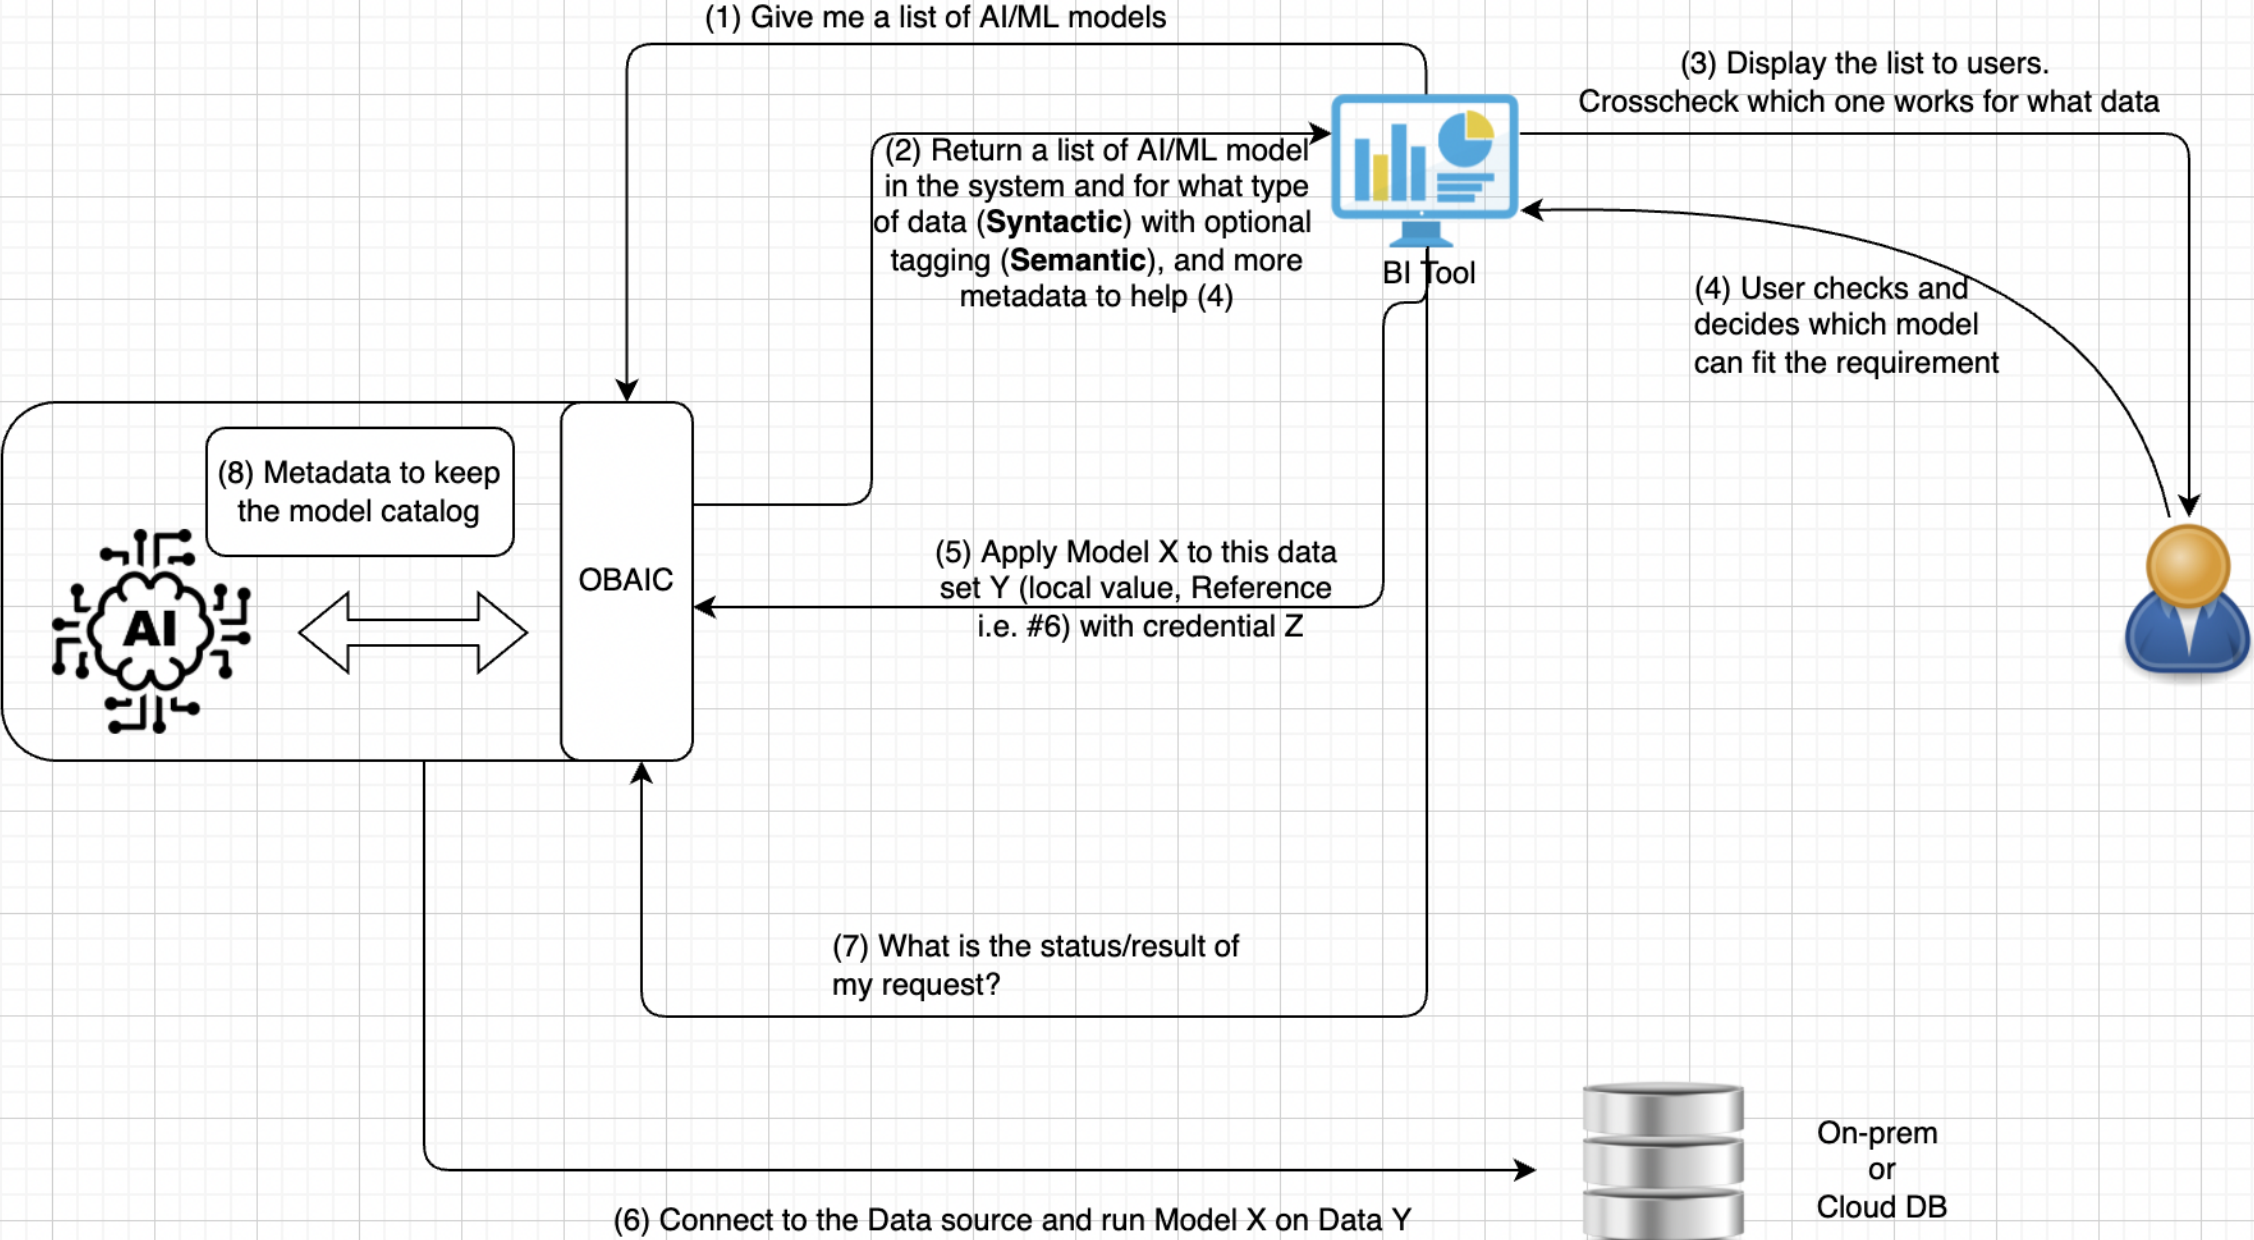 (1) Give me a list of AI/ML models
(3) Display the list to users.
Crosscheck which one works for what data
(2) Return a list of AI/ML model
in the system and for what type
of data (Syntactic) with optional
tagging (Semantic), and more
metadata to help (4)
BI Tool
(4) User checks and
decides which model
can fit the requirement
(8) Metadata to keep
the model catalog
AI
OBAIC
(5) Apply Model X to this data
set Y (local value, Reference
i.e. #6) with credential Z
(7) What is the status/result of
my request?
On-prem
or
Cloud DB
(6) Connect to the Data source and run Model X on Data Y